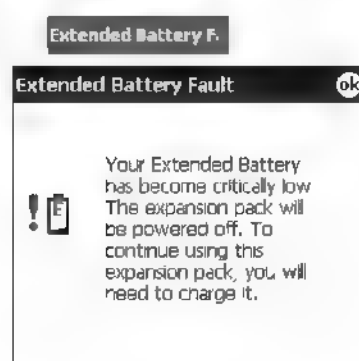 Extended Battery F.
Extended Battery Fault
ok
Your Extended Battery
has become critically low
The expansion pack will
be powered off. To
continue using this
expansion pack, you will
need to charge it.